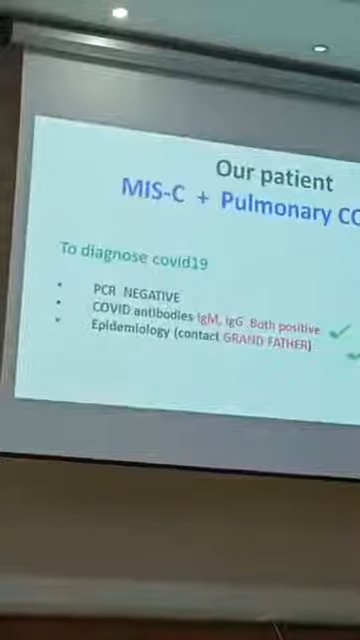 Our patient
MIS-C + Pulmonary CO
To diagnose covid19
• PCR NEGATIVE
• COVID antibodies IgM, IgG Both positive ✓
• Epidemiology (contact GRAND FATHER) ✓